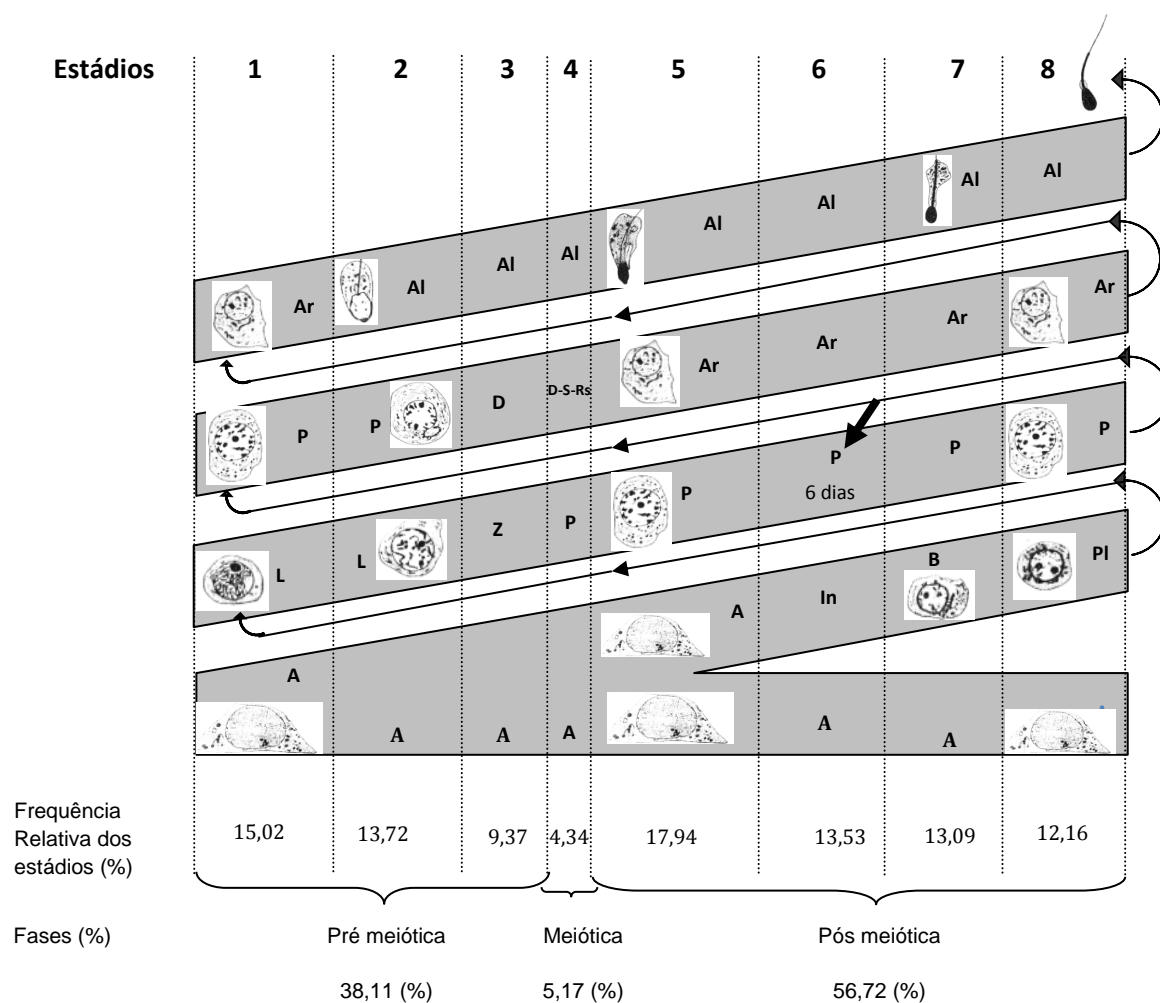 Estádios 1 2 3 4 5 6 7 8
Ar Al Al Al Al Al Al Al
P P D D-S-Rs Ar Ar Ar Ar
L L Z P P P P P
6 dias
A A In B Pl
A A A A A
Frequência
Relativa dos
estádios (%)
15,02 13,72 9,37 4,34 17,94 13,53 13,09 12,16
Fases (%) Pré meiótica Meiótica Pós meiótica
38,11 (%) 5,17 (%) 56,72 (%)